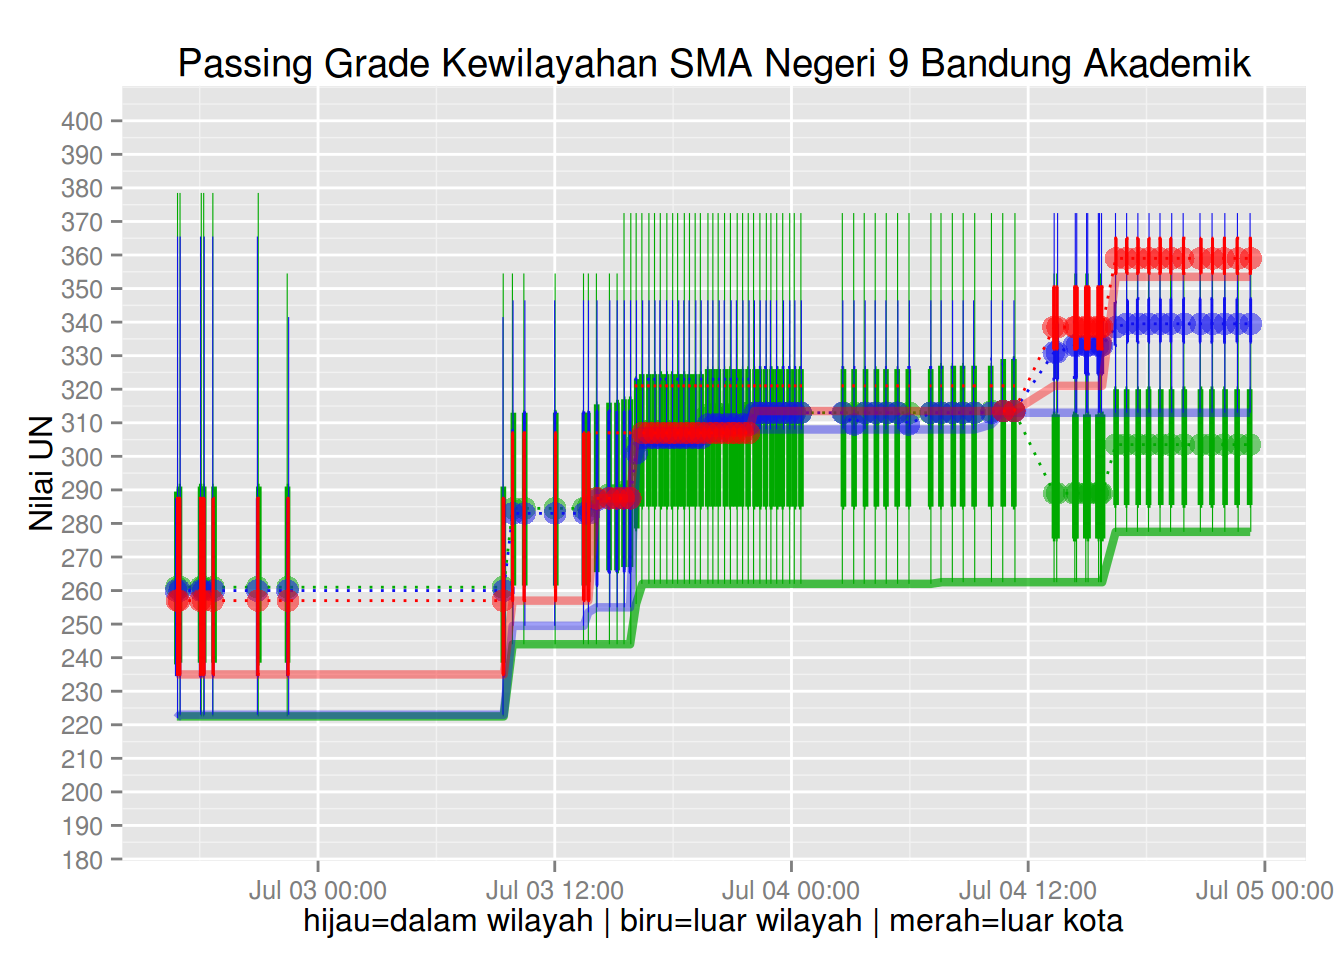 Passing Grade Kewilayahan SMA Negeri 9 Bandung Akademik
Nilai UN
400
390
380
370
360
350
340
330
320
310
300
290
280
270
260
250
240
230
220
210
200
190
180
Jul 03 00:00
Jul 03 12:00
Jul 04 00:00
Jul 04 12:00
Jul 05 00:00
hijau=dalam wilayah | biru=luar wilayah | merah=luar kota